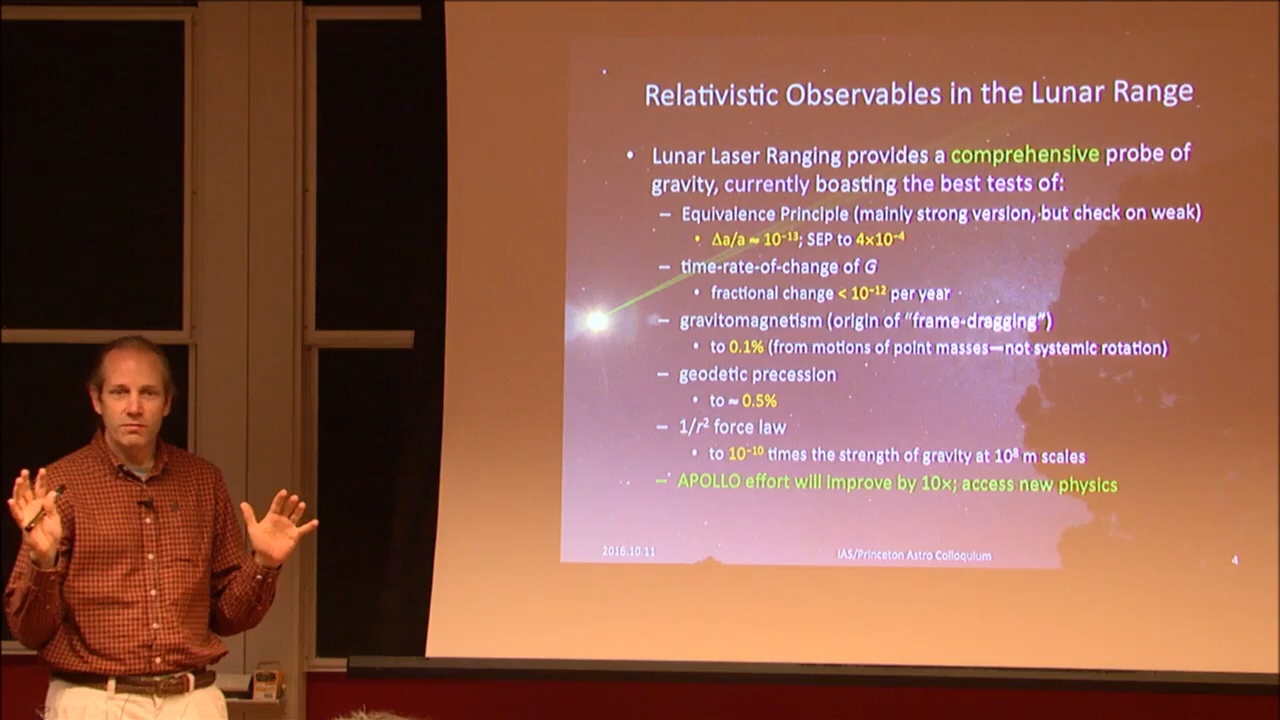 Relativistic Observables in the Lunar Range
• Lunar Laser Ranging provides a comprehensive probe of
gravity, currently boasting the best tests of:
– Equivalence Principle (mainly strong version, but check on weak)
• Δa/a ≈ 10⁻¹³; SEP to 4×10⁻⁴
– time-rate-of-change of G
• fractional change < 10⁻¹² per year
– gravitomagnetism (origin of “frame-dragging”)
• to 0.1% (from motions of point masses—not systemic rotation)
– geodetic precession
• to ≈ 0.5%
– 1/r² force law
• to 10⁻¹⁰ times the strength of gravity at 10⁸ m scales
– APOLLO effort will improve by 10×; access new physics
2016.10.11
IAS/Princeton Astro Colloquium
4